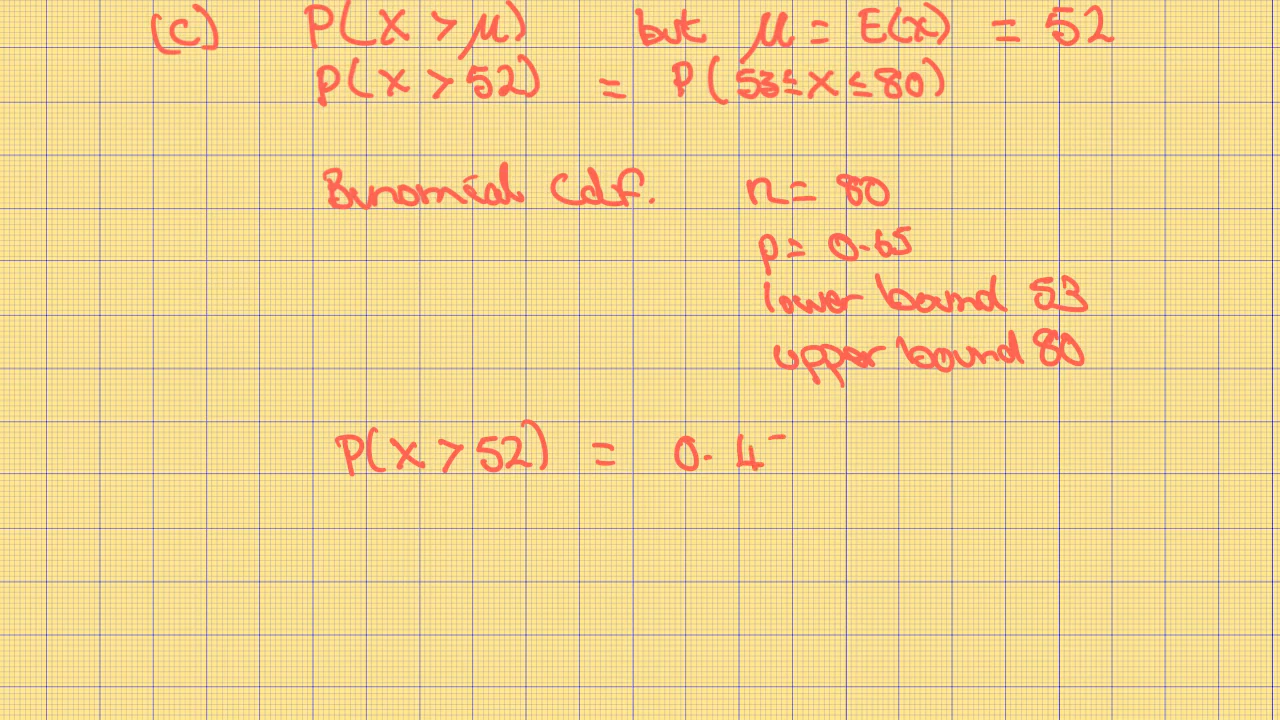 (c) P(X > μ) but μ = E(x) = 52
P(X > 52) = P(53 ≤ X ≤ 80)
Binomial Cdf. n = 80
p = 0.65
lower bound 53
upper bound 80
P(X > 52) = 0.4